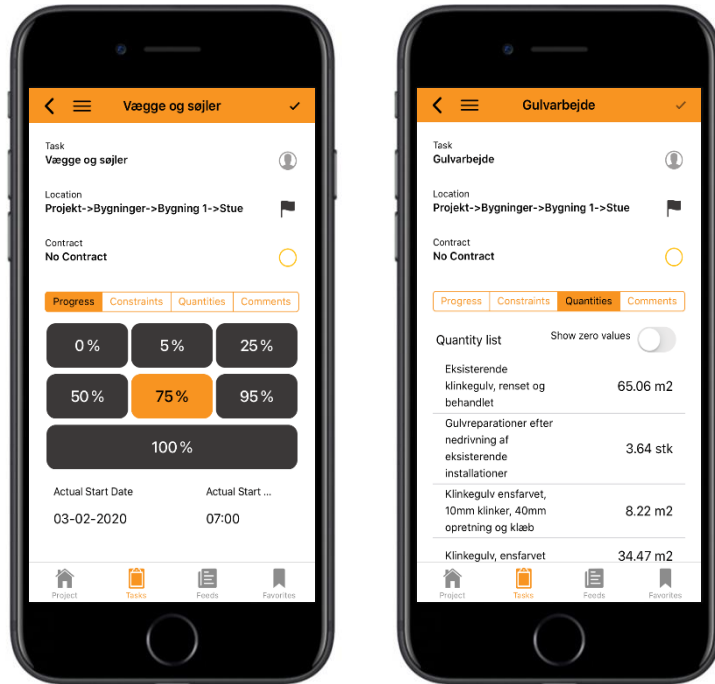 Vægge og søjler
Task
Vægge og søjler
Location
Projekt->Bygninger->Bygning 1->Stue
Contract
No Contract
Progress Constraints Quantities Comments
0 % 5 % 25 %
50 % 75 % 95 %
100 %
Actual Start Date Actual Start ...
03-02-2020 07:00
Project Tasks Feeds Favorites
Gulvarbejde
Task
Gulvarbejde
Location
Projekt->Bygninger->Bygning 1->Stue
Contract
No Contract
Progress Constraints Quantities Comments
Quantity list Show zero values
Eksisterende
klinkegulv, renset og 65.06 m2
behandlet
Gulvreparationer efter
nedrivning af
eksisterende 3.64 stk
installationer
Klinkegulv ensfarvet,
10mm klinker, 40mm 8.22 m2
opretning og klæb
Klinkegulv, ensfarvet 34.47 m2
Project Tasks Feeds Favorites